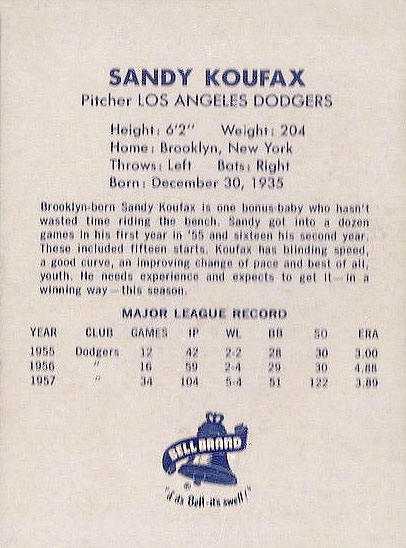 SANDY KOUFAX
Pitcher LOS ANGELES DODGERS
Height: 6'2'' Weight: 204
Home: Brooklyn, New York
Throws: Left Bats: Right
Born: December 30, 1935
Brooklyn-born Sandy Koufax is one bonus-baby who hasn't
wasted time riding the bench. Sandy got into a dozen
games in his first year in '55 and sixteen his second year.
These included fifteen starts. Koufax has blinding speed,
a good curve, an improving change of pace and best of all,
youth. He needs experience and expects to get it—in a
winning way—this season.
MAJOR LEAGUE RECORD
YEAR CLUB GAMES IP WL BB SO ERA
1955 Dodgers 12 42 2-2 28 30 3.00
1956 " 16 59 2-4 29 30 4.88
1957 " 34 104 5-4 51 122 3.89
BELL BRAND
®
"if it's Bell-it's swell!"